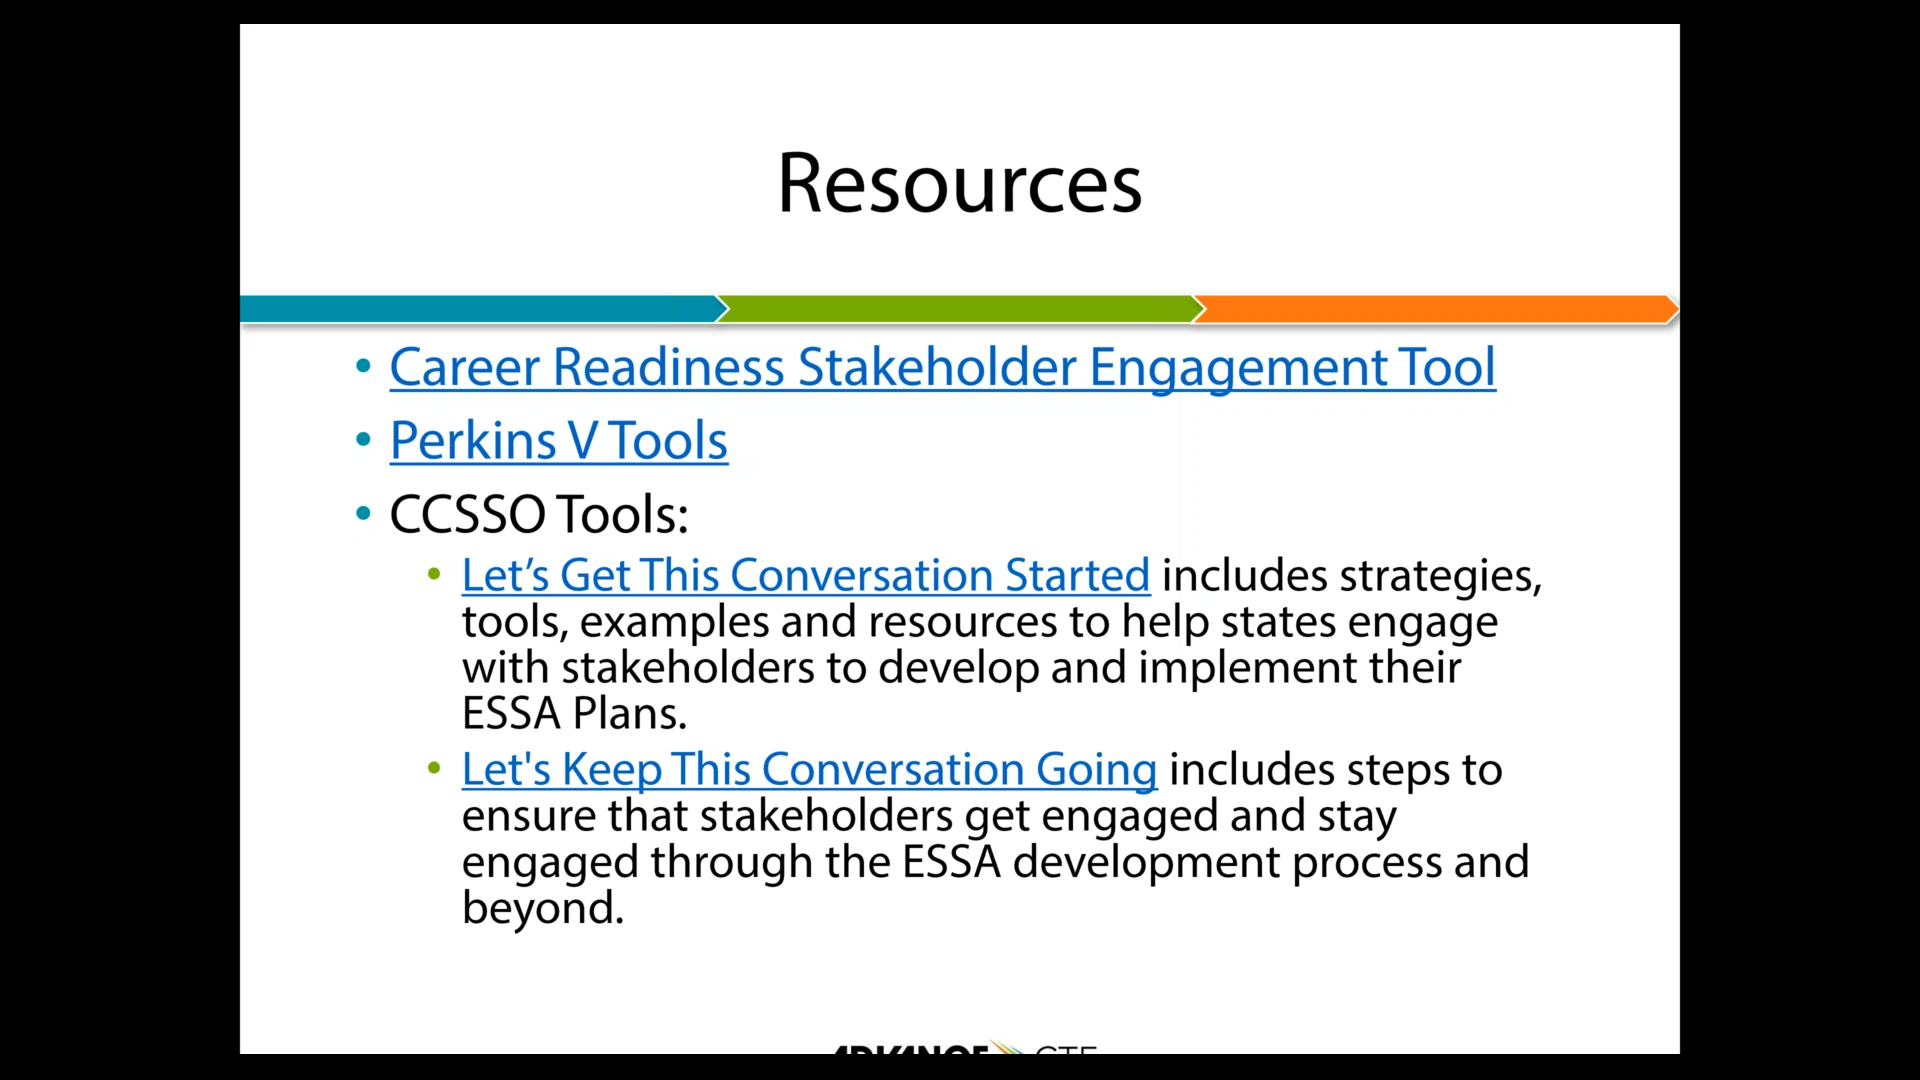 Resources
• Career Readiness Stakeholder Engagement Tool
• Perkins V Tools
• CCSSO Tools:
• Let’s Get This Conversation Started includes strategies,
tools, examples and resources to help states engage
with stakeholders to develop and implement their
ESSA Plans.
• Let's Keep This Conversation Going includes steps to
ensure that stakeholders get engaged and stay
engaged through the ESSA development process and
beyond.
ADVANCE CTE